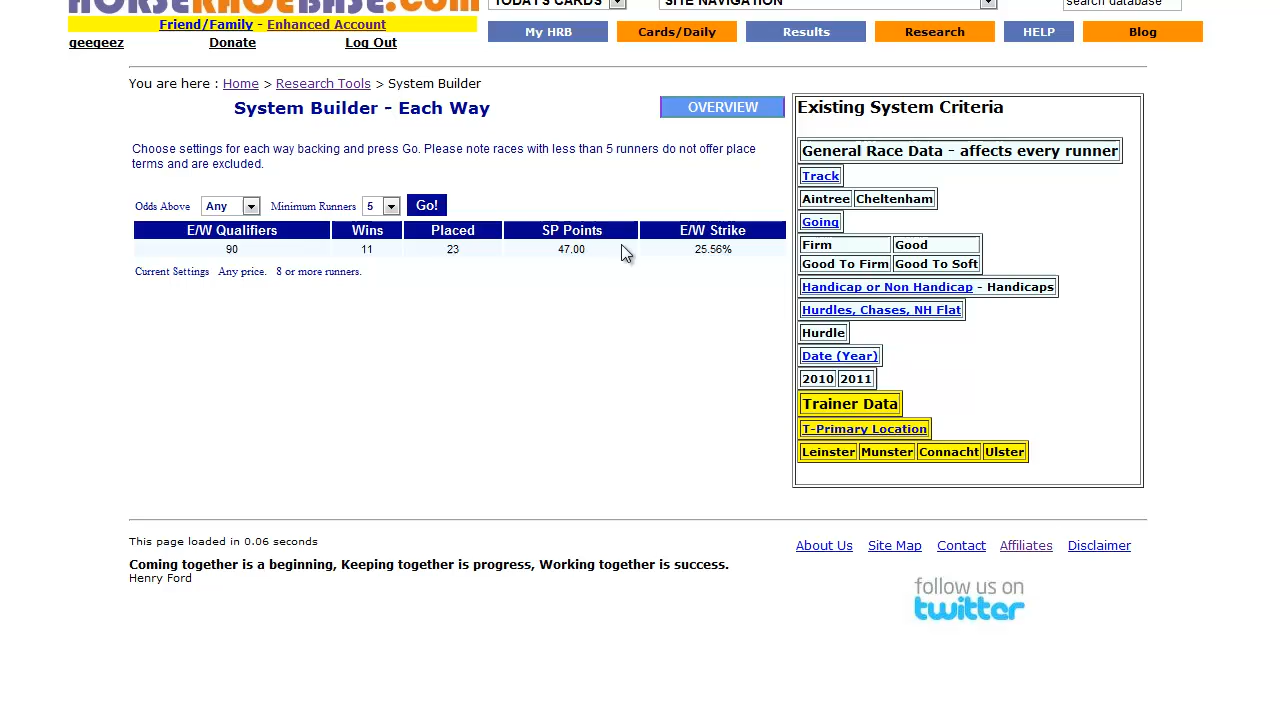 HORSERACEBASE.com
TODAY'S CARDS
SITE NAVIGATION
search database
Friend/Family - Enhanced Account
geegeez Donate Log Out
My HRB Cards/Daily Results Research HELP Blog
You are here : Home > Research Tools > System Builder
System Builder - Each Way
OVERVIEW
Choose settings for each way backing and press Go. Please note races with less than 5 runners do not offer place
terms and are excluded.
Odds Above Any Minimum Runners 5 Go!
E/W Qualifiers Wins Placed SP Points E/W Strike
90 11 23 47.00 25.56%
Current Settings Any price. 8 or more runners.
Existing System Criteria
General Race Data - affects every runner
Track
Aintree Cheltenham
Going
Firm Good
Good To Firm Good To Soft
Handicap or Non Handicap - Handicaps
Hurdles, Chases, NH Flat
Hurdle
Date (Year)
2010 2011
Trainer Data
T-Primary Location
Leinster Munster Connacht Ulster
This page loaded in 0.06 seconds
Coming together is a beginning, Keeping together is progress, Working together is success.
Henry Ford
About Us Site Map Contact Affiliates Disclaimer
follow us on
twitter